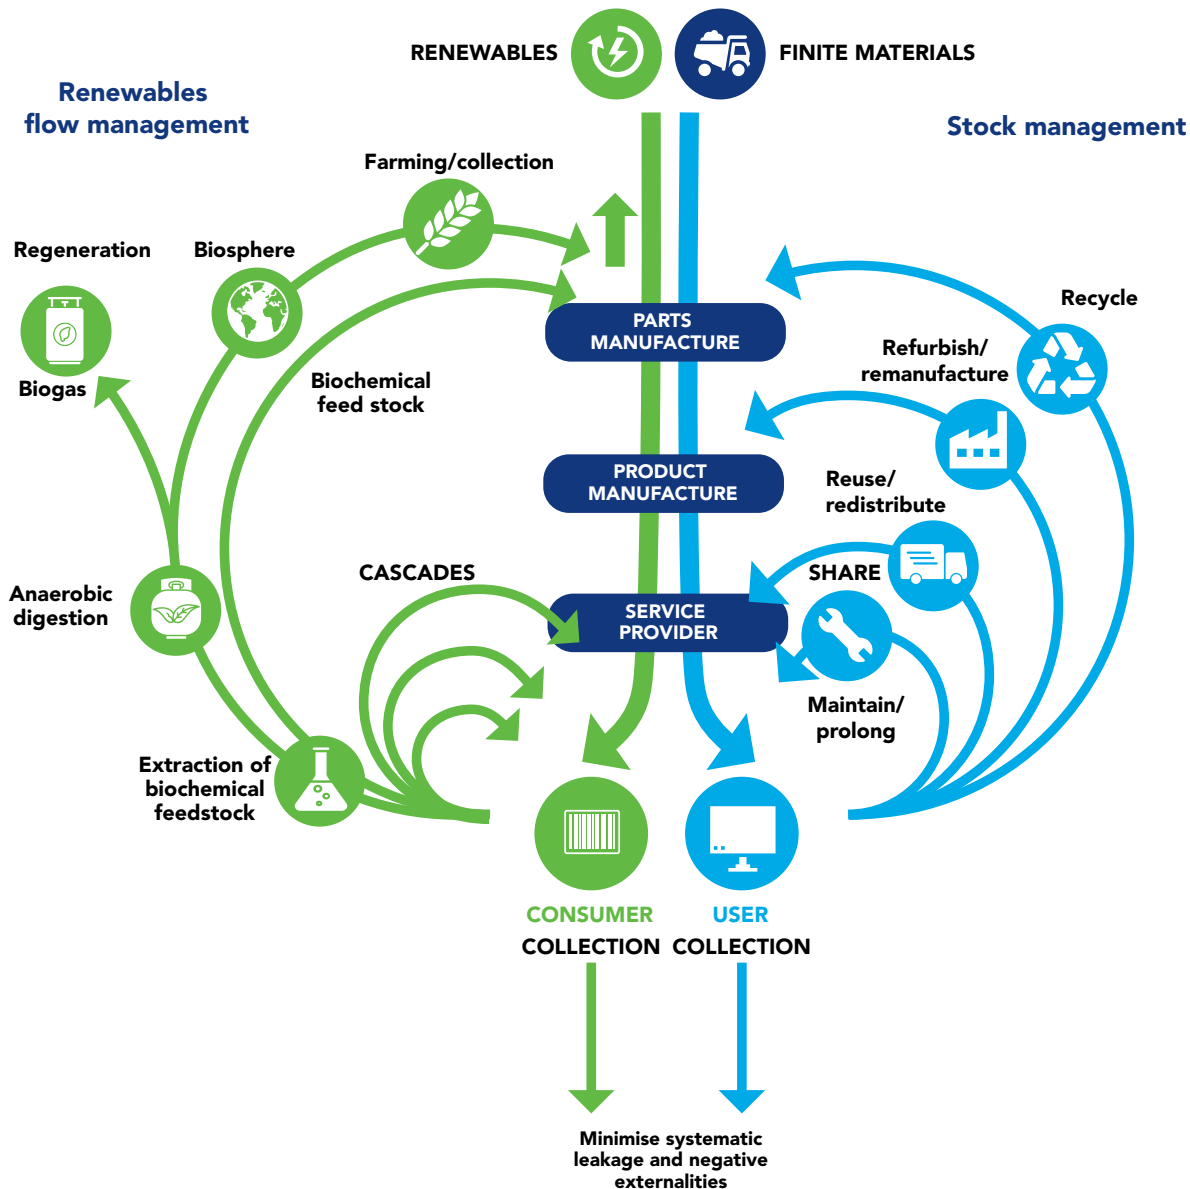 RENEWABLES
FINITE MATERIALS
Renewables
flow management
Stock management
Farming/collection
Regeneration
Biosphere
Biogas
Biochemical
feed stock
Recycle
Refurbish/
remanufacture
PARTS
MANUFACTURE
PRODUCT
MANUFACTURE
Reuse/
redistribute
CASCADES
SHARE
Anaerobic
digestion
SERVICE
PROVIDER
Maintain/
prolong
Extraction of
biochemical
feedstock
CONSUMER
COLLECTION
USER
COLLECTION
Minimise systematic
leakage and negative
externalities